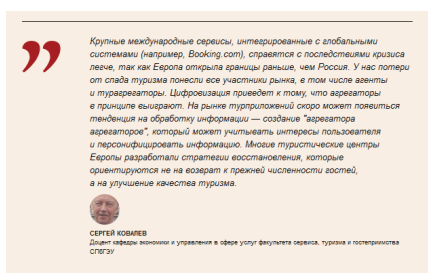 Крупные международные сервисы, интегрированные с глобальными
системами (например, Booking.com), справятся с последствиями кризиса
легче, так как Европа открыла границы раньше, чем Россия. У нас потери
от спада туризма понесли все участники рынка, в том числе агенты
и турагрегаторы. Цифровизация приведет к тому, что агрегаторы
в принципе выиграют. На рынке турприложений скоро может появиться
тенденция на обработку информации — создание "агрегатора
агрегаторов", который может учитывать интересы пользователя
и персонифицировать информацию. Многие туристические центры
Европы разработали стратегии восстановления, которые
ориентируются не на возврат к прежней численности гостей,
а на улучшение качества туризма.
СЕРГЕЙ КОВАЛЕВ
Доцент кафедры экономики и управления в сфере услуг факультета сервиса, туризма и гостеприимства
СПбГЭУ